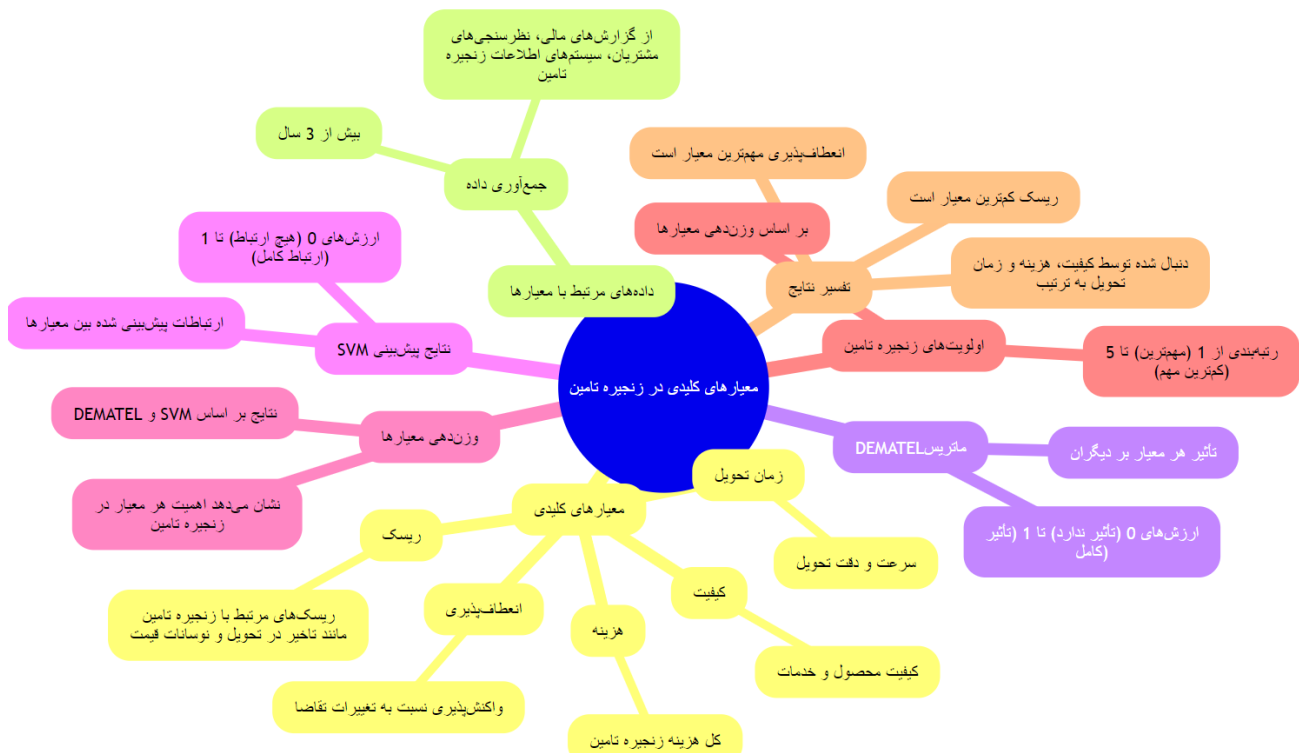 معیارهای کلیدی در زنجیره تامین
داده‌های مرتبط با معیارها
جمع‌آوری داده
از گزارش‌های مالی، نظرسنجی‌های
مشتریان، سیستم‌های اطلاعات زنجیره
تامین
بیش از 3 سال
تفسیر نتایج
انعطاف‌پذیری مهم‌ترین معیار است
ریسک کم‌ترین معیار است
دنبال شده توسط کیفیت، هزینه و زمان
تحویل به ترتیب
اولویت‌های زنجیره تامین
بر اساس وزن‌دهی معیارها
رتبه‌بندی از 1 (مهم‌ترین) تا 5
(کم‌ترین مهم)
ماتریسDEMATEL
تأثیر هر معیار بر دیگران
ارزش‌های 0 (تأثیر ندارد) تا 1 (تأثیر
کامل)
معیارهای کلیدی
زمان تحویل
سرعت و دقت تحویل
کیفیت
کیفیت محصول و خدمات
هزینه
کل هزینه زنجیره تامین
انعطاف‌پذیری
واکنش‌پذیری نسبت به تغییرات تقاضا
ریسک
ریسک‌های مرتبط با زنجیره تامین
مانند تاخیر در تحویل و نوسانات قیمت
وزن‌دهی معیارها
نتایج بر اساس SVM و DEMATEL
نشان می‌دهد اهمیت هر معیار در
زنجیره تامین
نتایج پیش‌بینی SVM
ارزش‌های 0 (هیچ ارتباط) تا 1
(ارتباط کامل)
ارتباطات پیش‌بینی شده بین معیارها